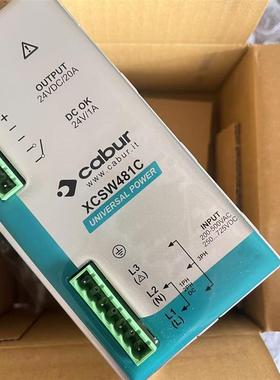 OUTPUT
24VDC/20A
DC OK
24V/1A
+
−
cabur
www.cabur.it
XCSW481C
UNIVERSAL POWER
INPUT
200-500VAC
250...725VDC
L3
(⏚)
L2
(N)
L1
(L)
3PH
1PH
DC